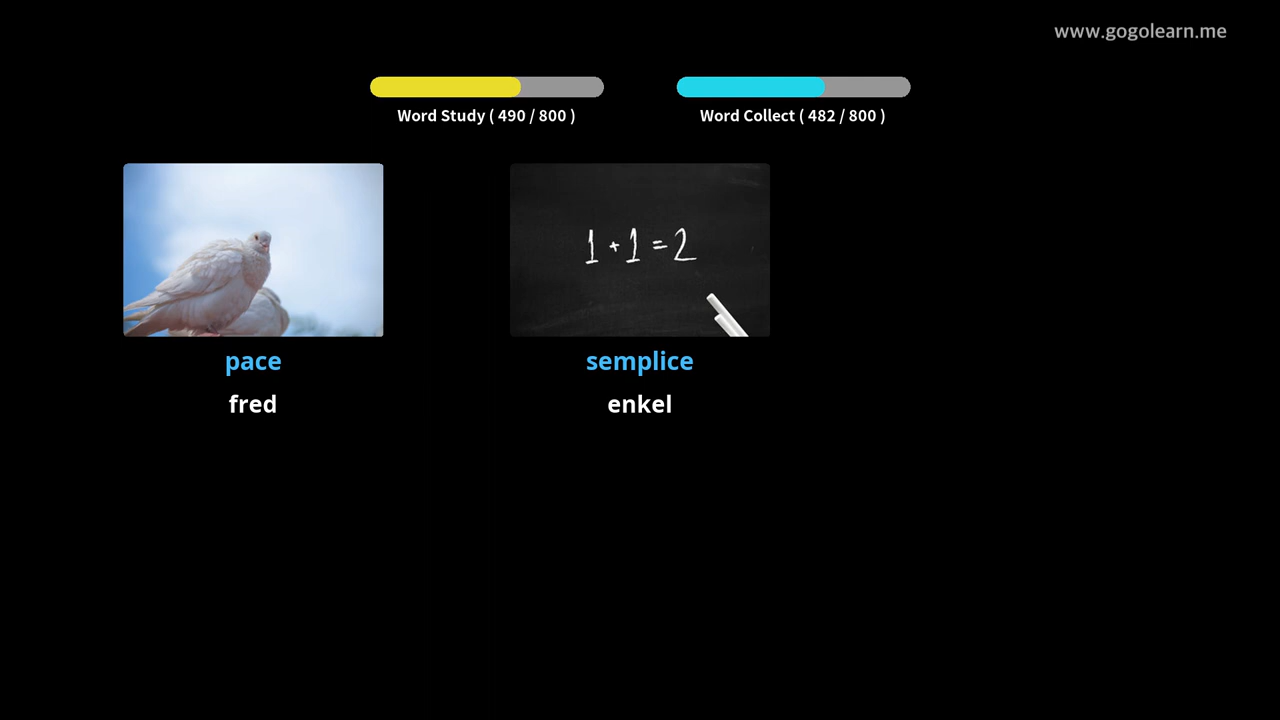 www.gogolearn.me
Word Study ( 490 / 800 )
Word Collect ( 482 / 800 )
1 + 1 = 2
pace
semplice
fred
enkel